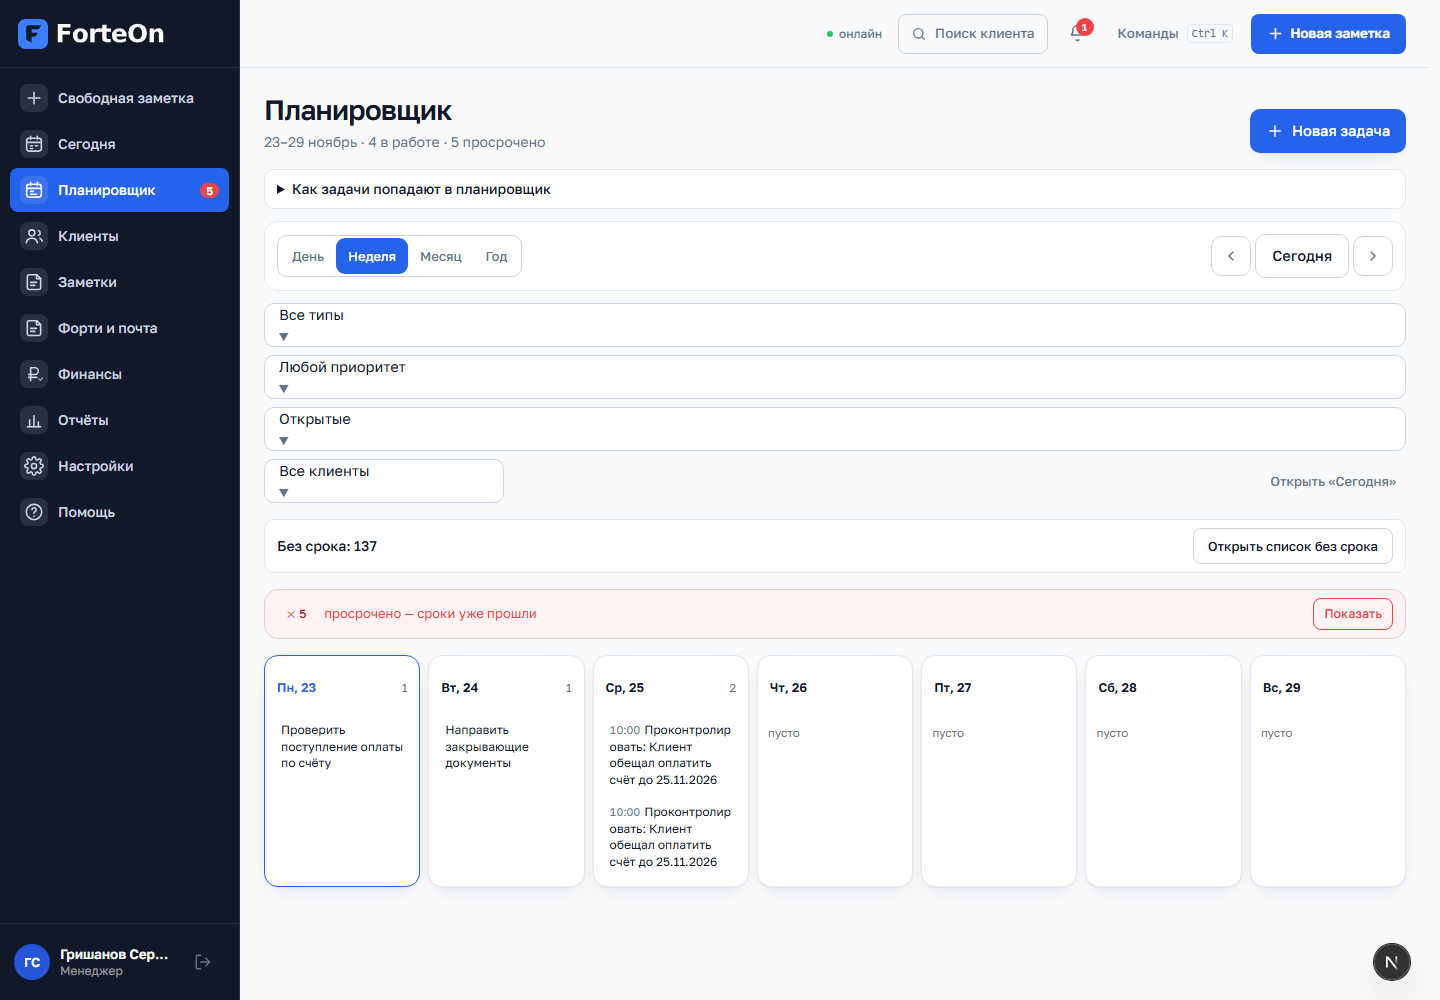 ForteOn
онлайн
Поиск клиента
1
Команды Ctrl K
Новая заметка
Свободная заметка
Сегодня
Планировщик 5
Клиенты
Заметки
Форти и почта
Финансы
Отчёты
Настройки
Помощь
ГС
Гришанов Сер...
Менеджер
Планировщик
23–29 ноябрь · 4 в работе · 5 просрочено
Новая задача
Как задачи попадают в планировщик
День Неделя Месяц Год
Сегодня
Все типы
Любой приоритет
Открытые
Все клиенты
Открыть «Сегодня»
Без срока: 137
Открыть список без срока
× 5 просрочено — сроки уже прошли
Показать
Пн, 23 1
Проверить
поступление оплаты
по счёту
Вт, 24 1
Направить
закрывающие
документы
Ср, 25 2
10:00 Проконтролир
овать: Клиент
обещал оплатить
счёт до 25.11.2026
10:00 Проконтролир
овать: Клиент
обещал оплатить
счёт до 25.11.2026
Чт, 26
пусто
Пт, 27
пусто
Сб, 28
пусто
Вс, 29
пусто
N